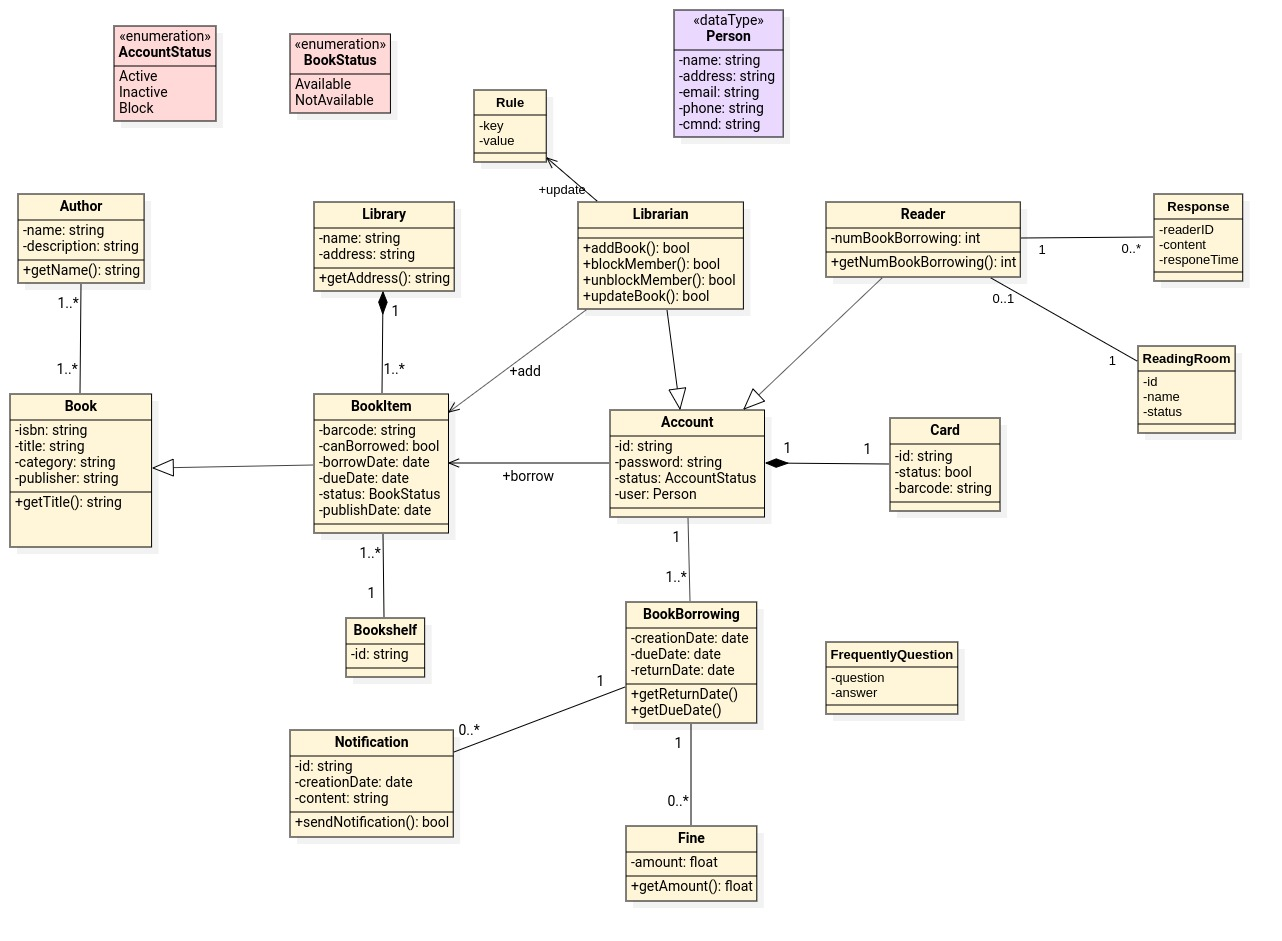 «enumeration»
AccountStatus
Active
Inactive
Block
«enumeration»
BookStatus
Available
NotAvailable
«dataType»
Person
-name: string
-address: string
-email: string
-phone: string
-cmnd: string
Rule
-key
-value
+update
Author
-name: string
-description: string
+getName(): string
Library
-name: string
-address: string
+getAddress(): string
Librarian
+addBook(): bool
+blockMember(): bool
+unblockMember(): bool
+updateBook(): bool
Reader
-numBookBorrowing: int
+getNumBookBorrowing(): int
1
0..*
Response
-readerID
-content
-responeTime
1..*
1..*
1
1..*
+add
0..1
1
ReadingRoom
-id
-name
-status
Book
-isbn: string
-title: string
-category: string
-publisher: string
+getTitle(): string
BookItem
-barcode: string
-canBorrowed: bool
-borrowDate: date
-dueDate: date
-status: BookStatus
-publishDate: date
+borrow
Account
-id: string
-password: string
-status: AccountStatus
-user: Person
1
1
Card
-id: string
-status: bool
-barcode: string
1..*
1
Bookshelf
-id: string
1
1..*
BookBorrowing
-creationDate: date
-dueDate: date
-returnDate: date
+getReturnDate()
+getDueDate()
FrequentlyQuestion
-question
-answer
1
0..*
Notification
-id: string
-creationDate: date
-content: string
+sendNotification(): bool
1
0..*
Fine
-amount: float
+getAmount(): float